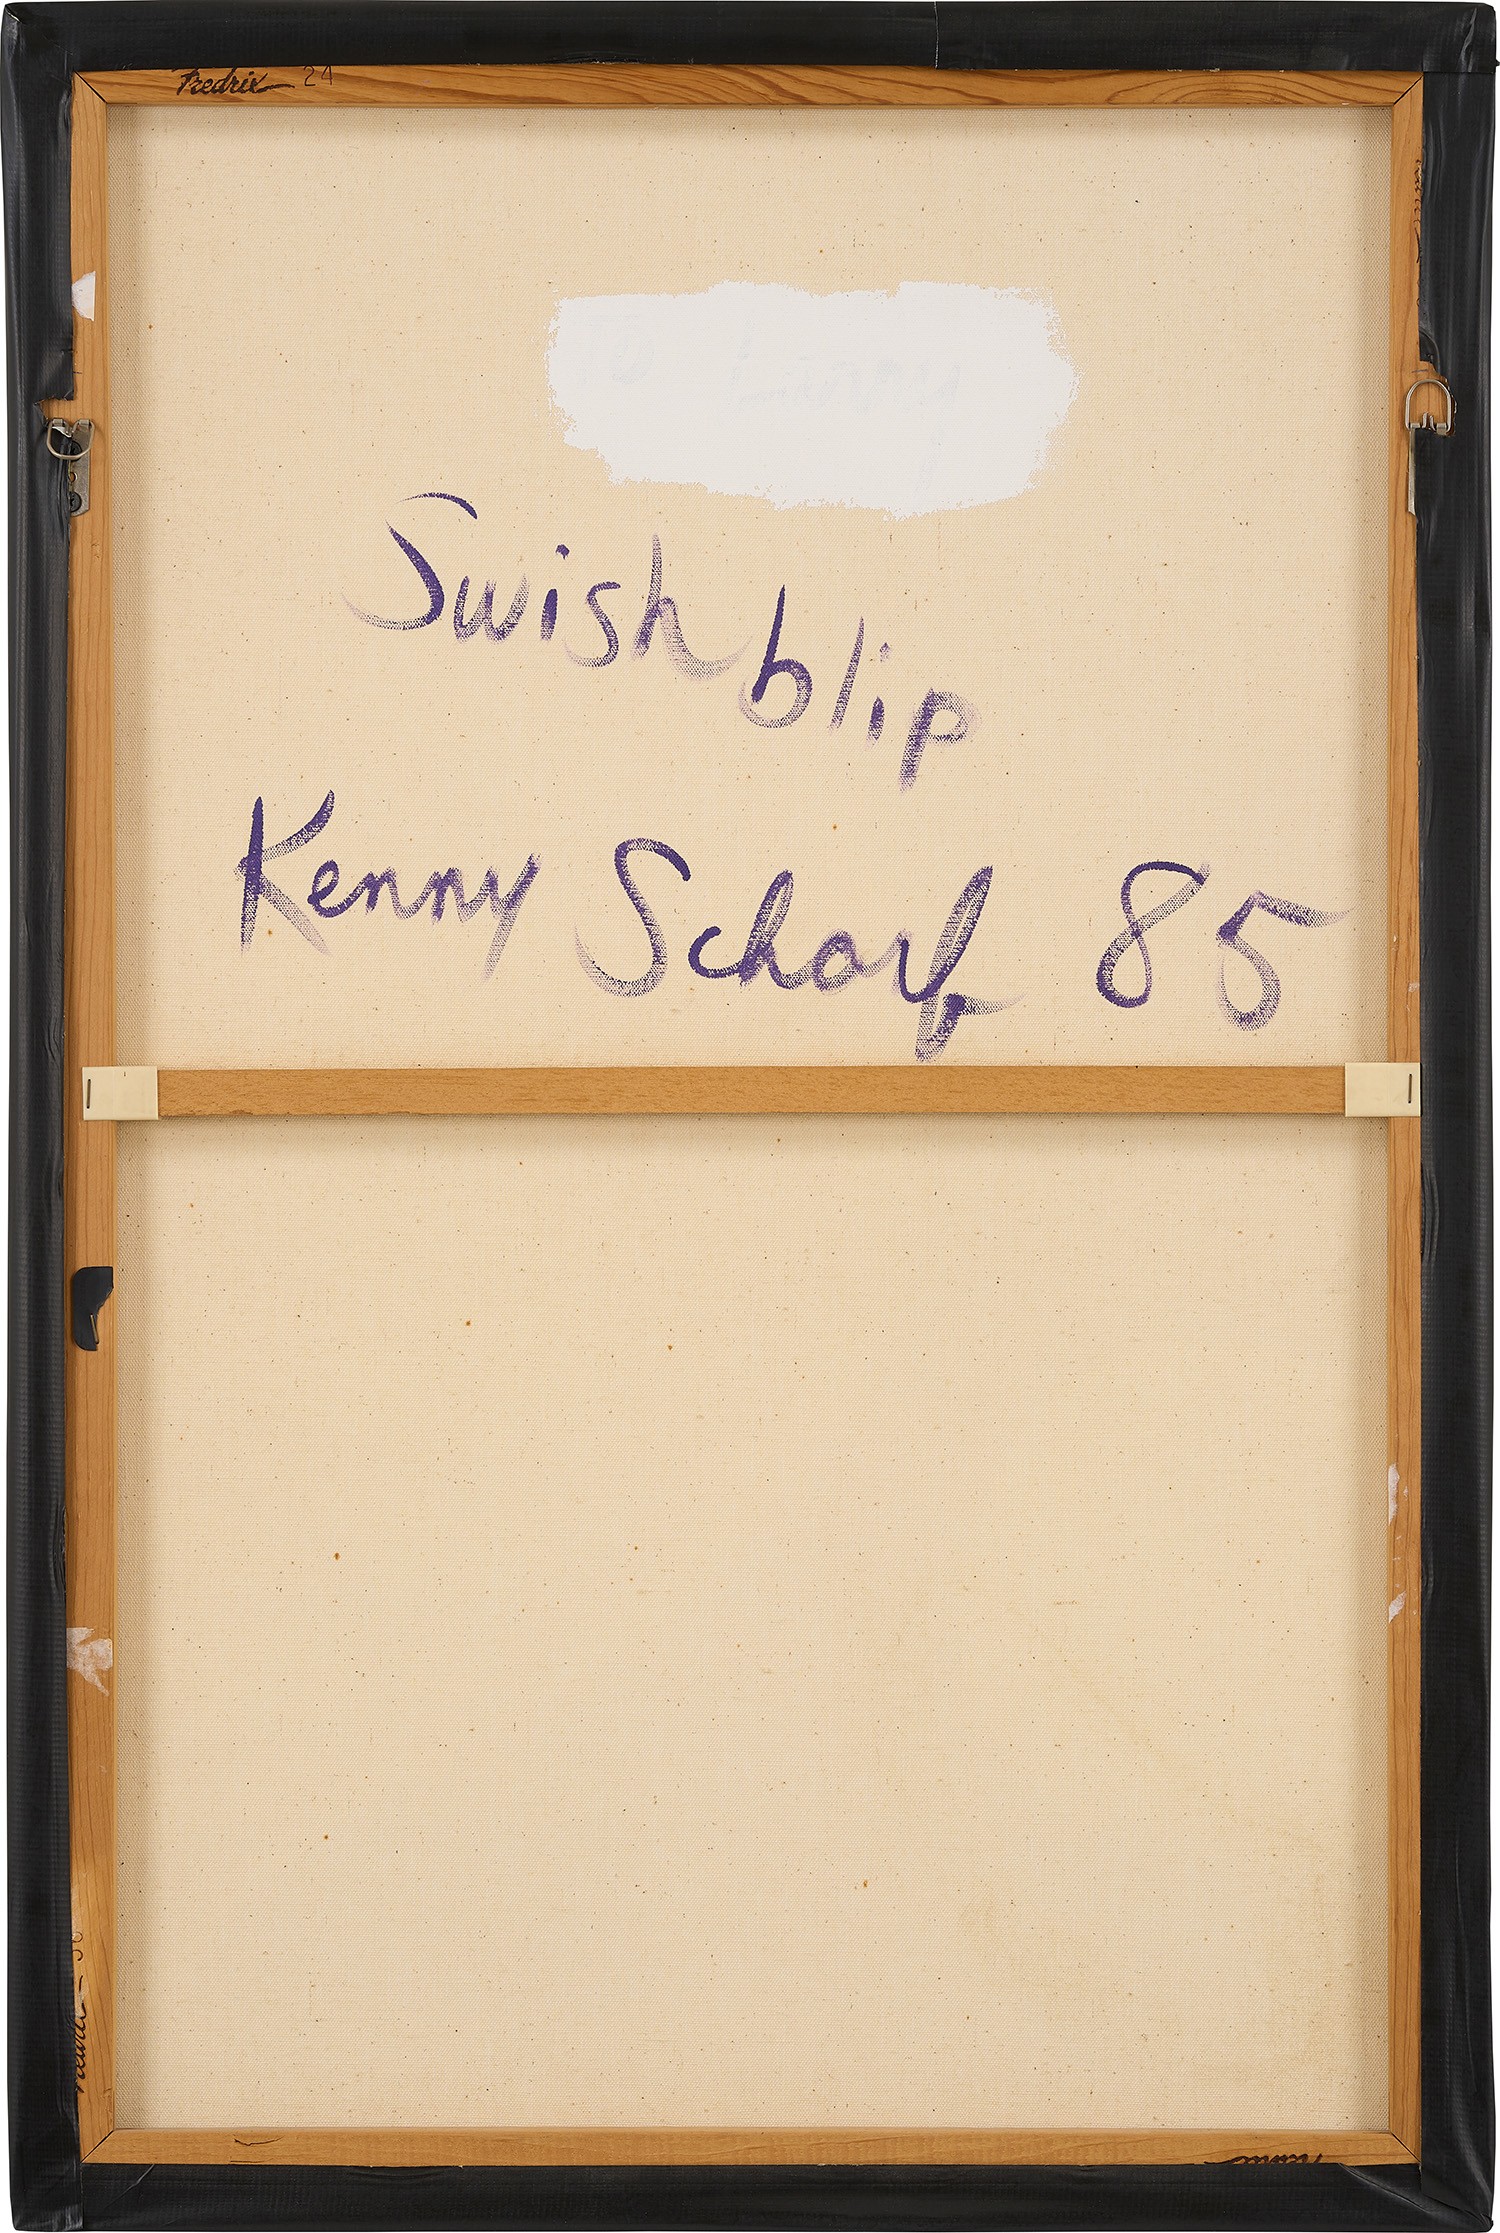 Fredrix 24
Swish blip
Kenny Scharf 85